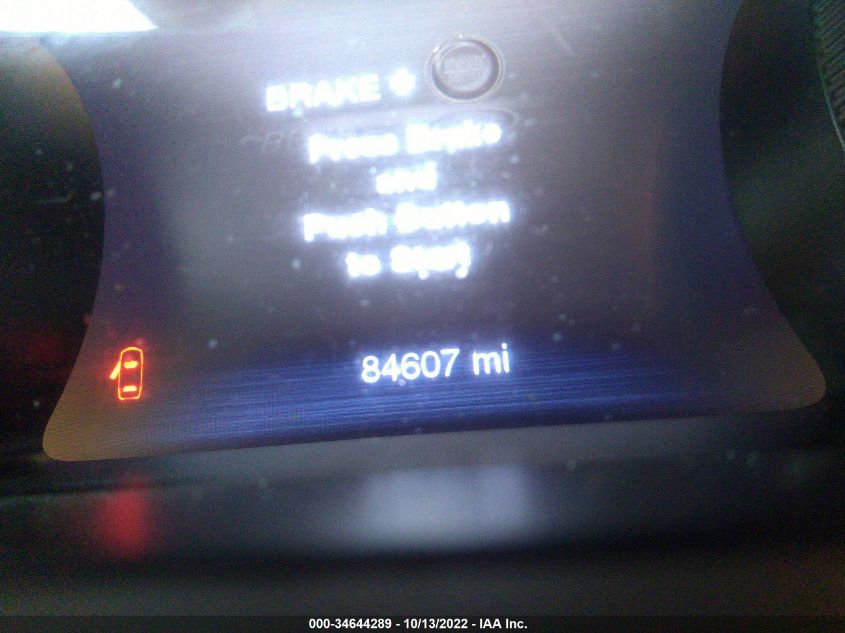 BRAKE +
Press Brake
and
Push Button
to Start
84607 mi
000-34644289 - 10/13/2022 - IAA Inc.